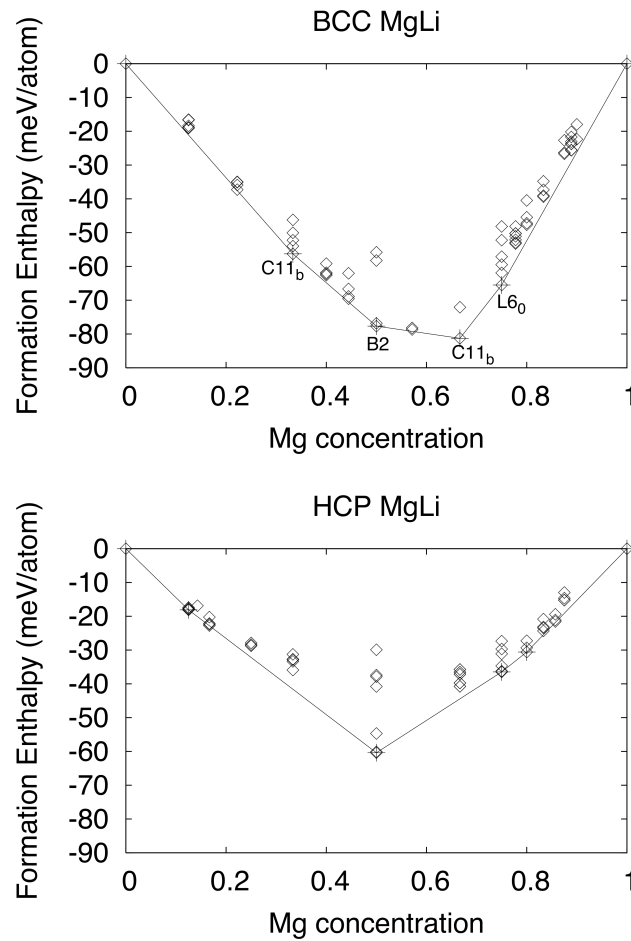 BCC MgLi
Formation Enthalpy (meV/atom)
0
-10
-20
-30
-40
-50
-60
-70
-80
-90
C11b
B2
C11b
L60
0 0.2 0.4 0.6 0.8 1
Mg concentration
HCP MgLi
Formation Enthalpy (meV/atom)
0
-10
-20
-30
-40
-50
-60
-70
-80
-90
0 0.2 0.4 0.6 0.8 1
Mg concentration